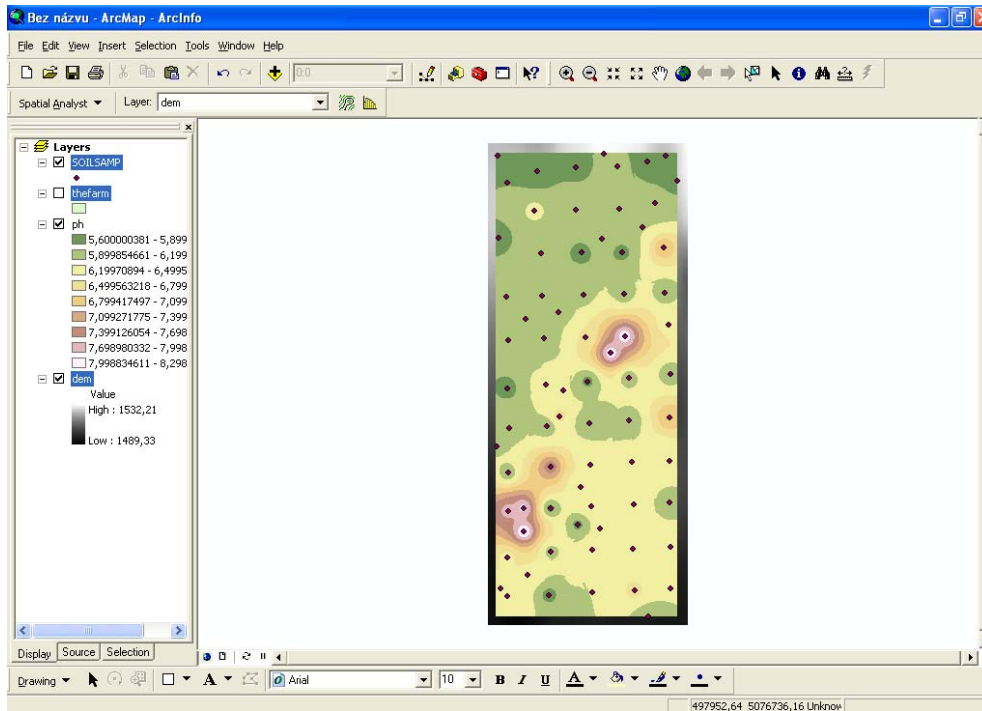 Bez názvu - ArcMap - ArcInfo
File Edit View Insert Selection Tools Window Help
0:0
Spatial Analyst Layer: dem
Layers
SOILSAMP
thefarm
ph
5,600000381 - 5,899
5,899854661 - 6,199
6,19970894 - 6,4995
6,499563218 - 6,799
6,799417497 - 7,099
7,099271775 - 7,399
7,399126054 - 7,698
7,698980332 - 7,998
7,998834611 - 8,298
dem
Value
High : 1532,21
Low : 1489,33
Display Source Selection
Drawing A Arial 10 B I U A
497952,64 5076736,16 Unknow